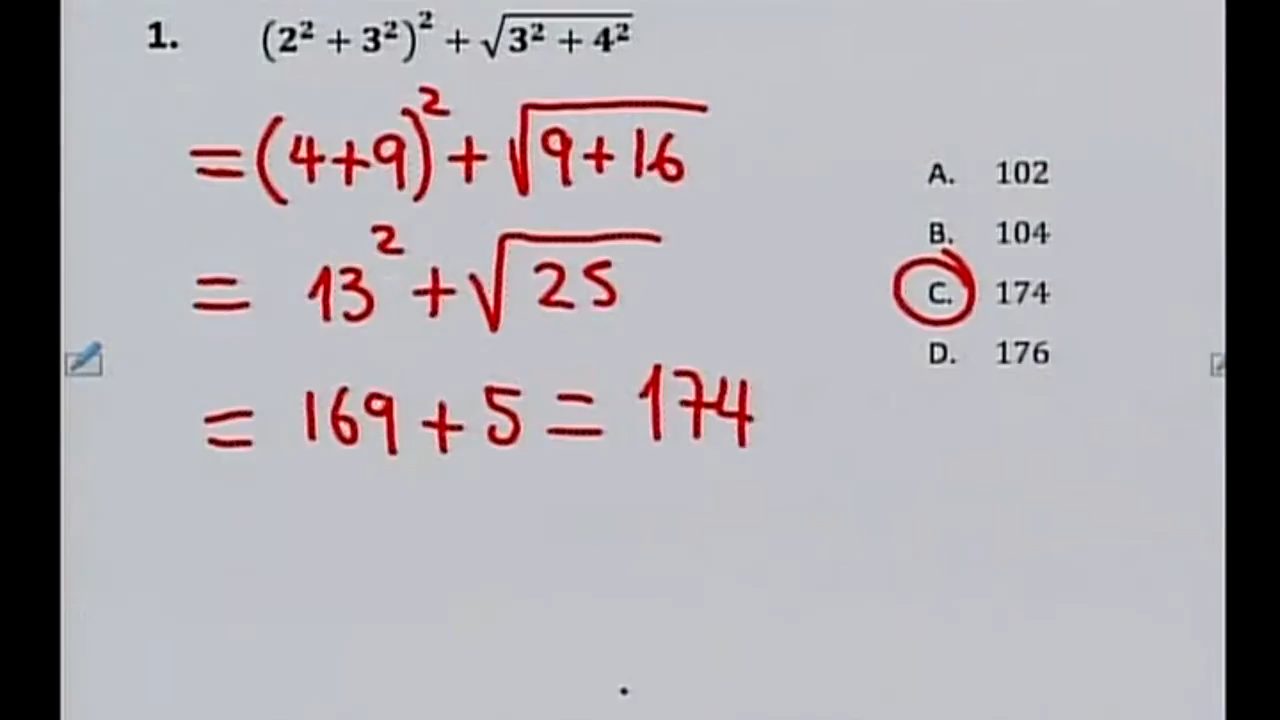 1. (2² + 3²)² + √(3² + 4²)
= (4+9)² + √(9+16)
= 13² + √25
= 169 + 5 = 174
A. 102
B. 104
C. 174
D. 176